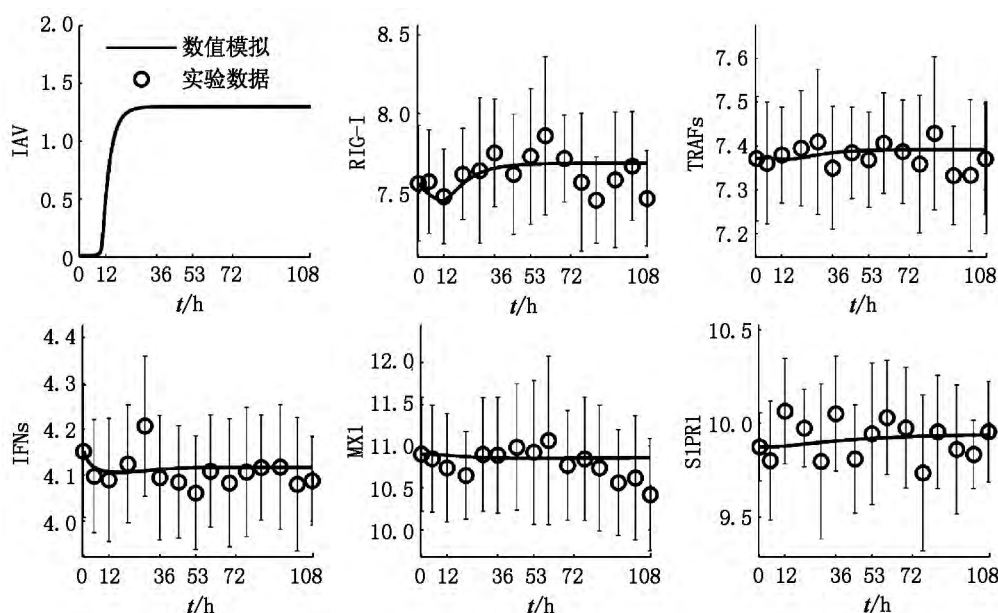 2.0
1.5
1.0
0.5
0
IAV
数值模拟
实验数据
0 12 36 53 72 108
t/h
8.5
8.0
7.5
RIG-I
0 12 36 53 72 108
t/h
7.6
7.5
7.4
7.3
7.2
TRAFs
0 12 36 53 72 108
t/h
4.4
4.3
4.2
4.1
4.0
IFNs
0 12 36 53 72 108
t/h
12.0
11.5
11.0
10.5
10.0
MX1
0 12 36 53 72 108
t/h
10.5
10.0
9.5
S1PR1
0 12 36 53 72 108
t/h